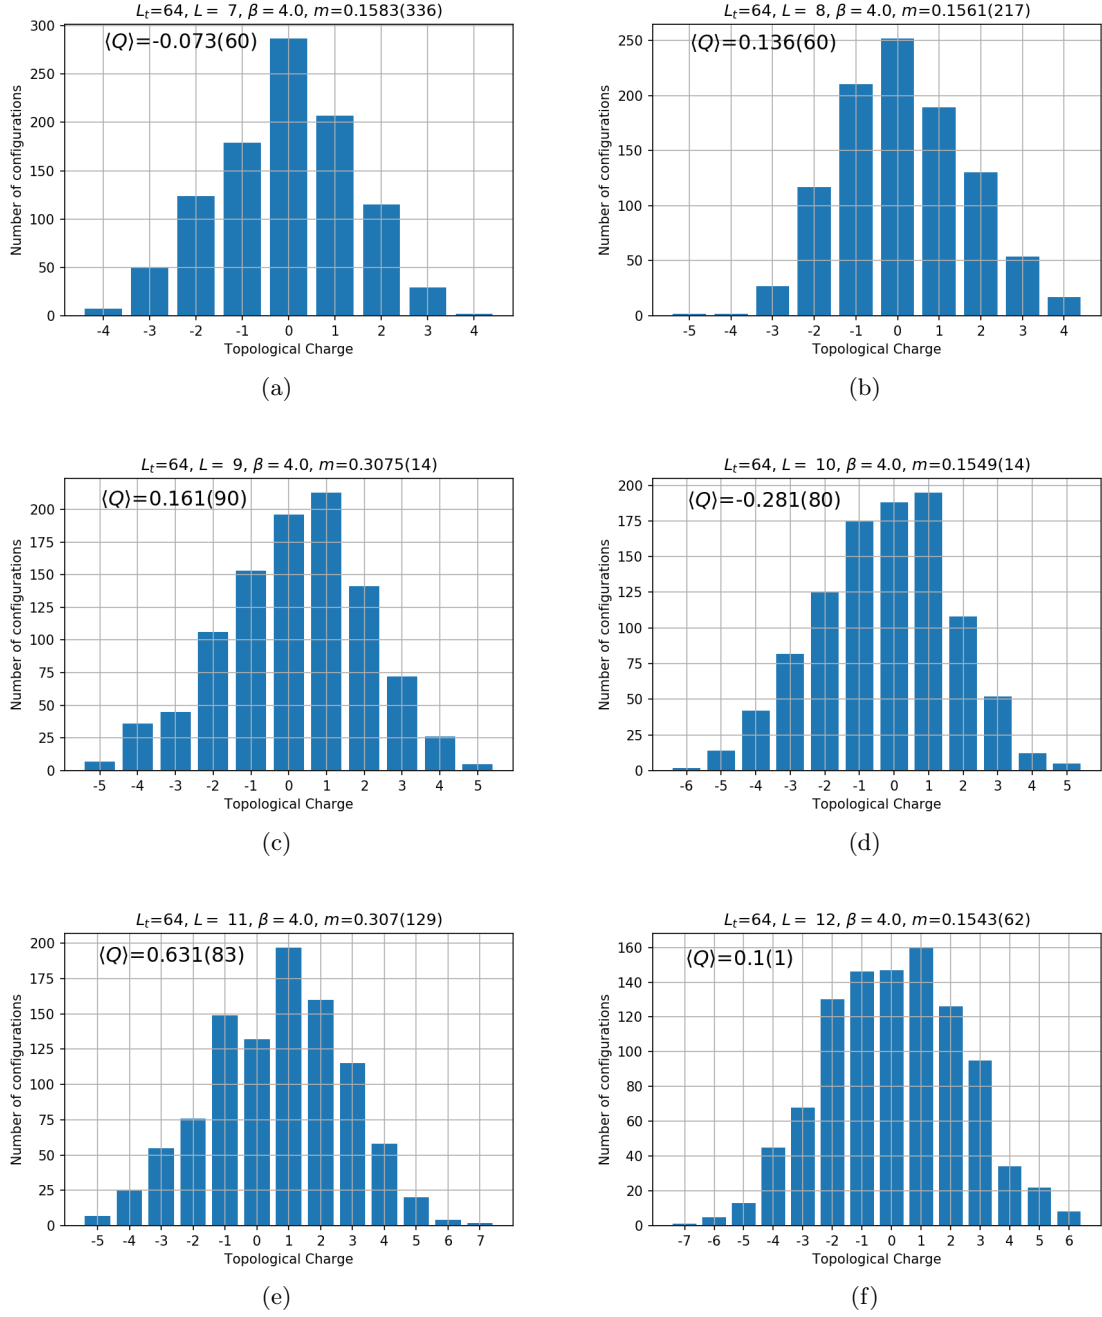 L_t=64, L = 7, β = 4.0, m=0.1583(336)
⟨Q⟩=-0.073(60)
300
250
200
150
100
50
0
Number of configurations
-4 -3 -2 -1 0 1 2 3 4
Topological Charge
(a)
L_t=64, L = 8, β = 4.0, m=0.1561(217)
⟨Q⟩=0.136(60)
250
200
150
100
50
0
Number of configurations
-5 -4 -3 -2 -1 0 1 2 3 4
Topological Charge
(b)
L_t=64, L = 9, β = 4.0, m=0.3075(14)
⟨Q⟩=0.161(90)
200
175
150
125
100
75
50
25
0
Number of configurations
-5 -4 -3 -2 -1 0 1 2 3 4 5
Topological Charge
(c)
L_t=64, L = 10, β = 4.0, m=0.1549(14)
⟨Q⟩=-0.281(80)
200
175
150
125
100
75
50
25
0
Number of configurations
-6 -5 -4 -3 -2 -1 0 1 2 3 4 5
Topological Charge
(d)
L_t=64, L = 11, β = 4.0, m=0.307(129)
⟨Q⟩=0.631(83)
200
175
150
125
100
75
50
25
0
Number of configurations
-5 -4 -3 -2 -1 0 1 2 3 4 5 6 7
Topological Charge
(e)
L_t=64, L = 12, β = 4.0, m=0.1543(62)
⟨Q⟩=0.1(1)
160
140
120
100
80
60
40
20
0
Number of configurations
-7 -6 -5 -4 -3 -2 -1 0 1 2 3 4 5 6
Topological Charge
(f)